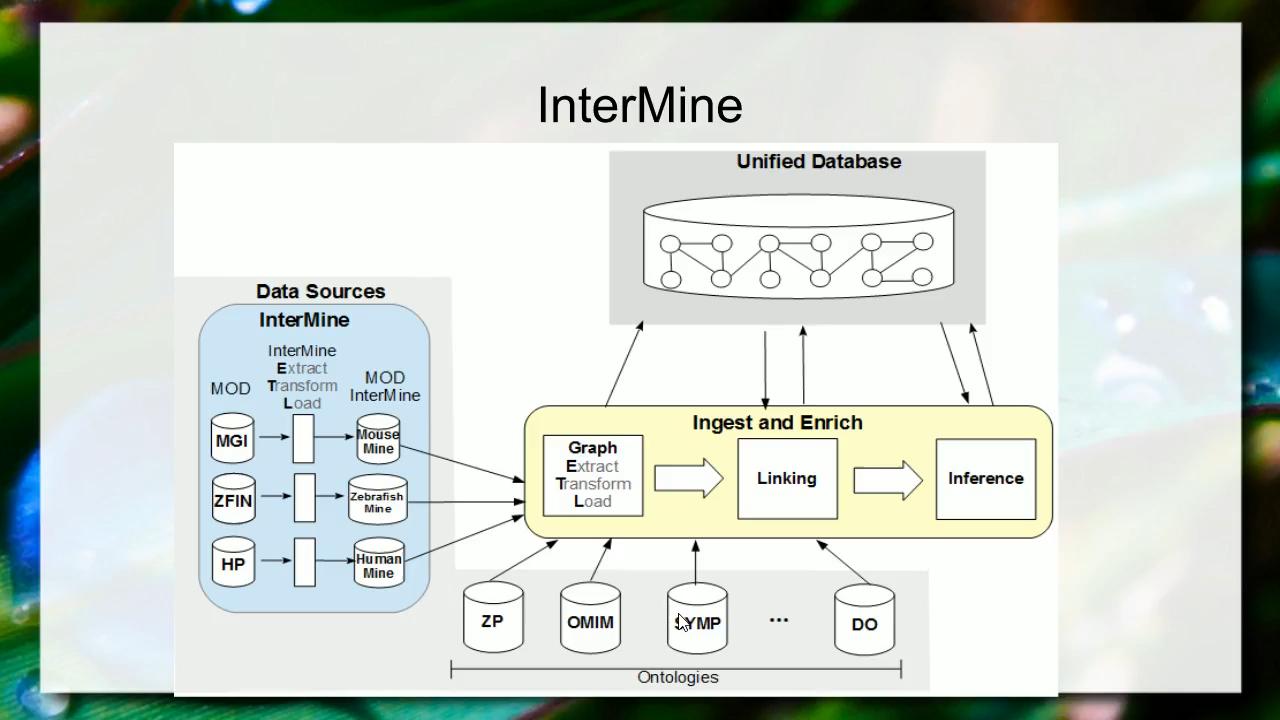 InterMine
Unified Database
Data Sources
InterMine
InterMine
Extract
Transform
Load
MOD
MOD
InterMine
MGI
Mouse
Mine
ZFIN
Zebrafish
Mine
HP
Human
Mine
Ingest and Enrich
Graph
Extract
Transform
Load
Linking
Inference
ZP
OMIM
SYMP
...
DO
Ontologies